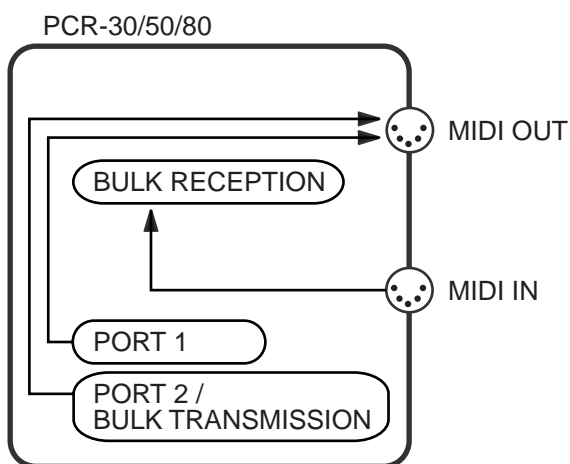 PCR-30/50/80
MIDI OUT
BULK RECEPTION
MIDI IN
PORT 1
PORT 2 /
BULK TRANSMISSION